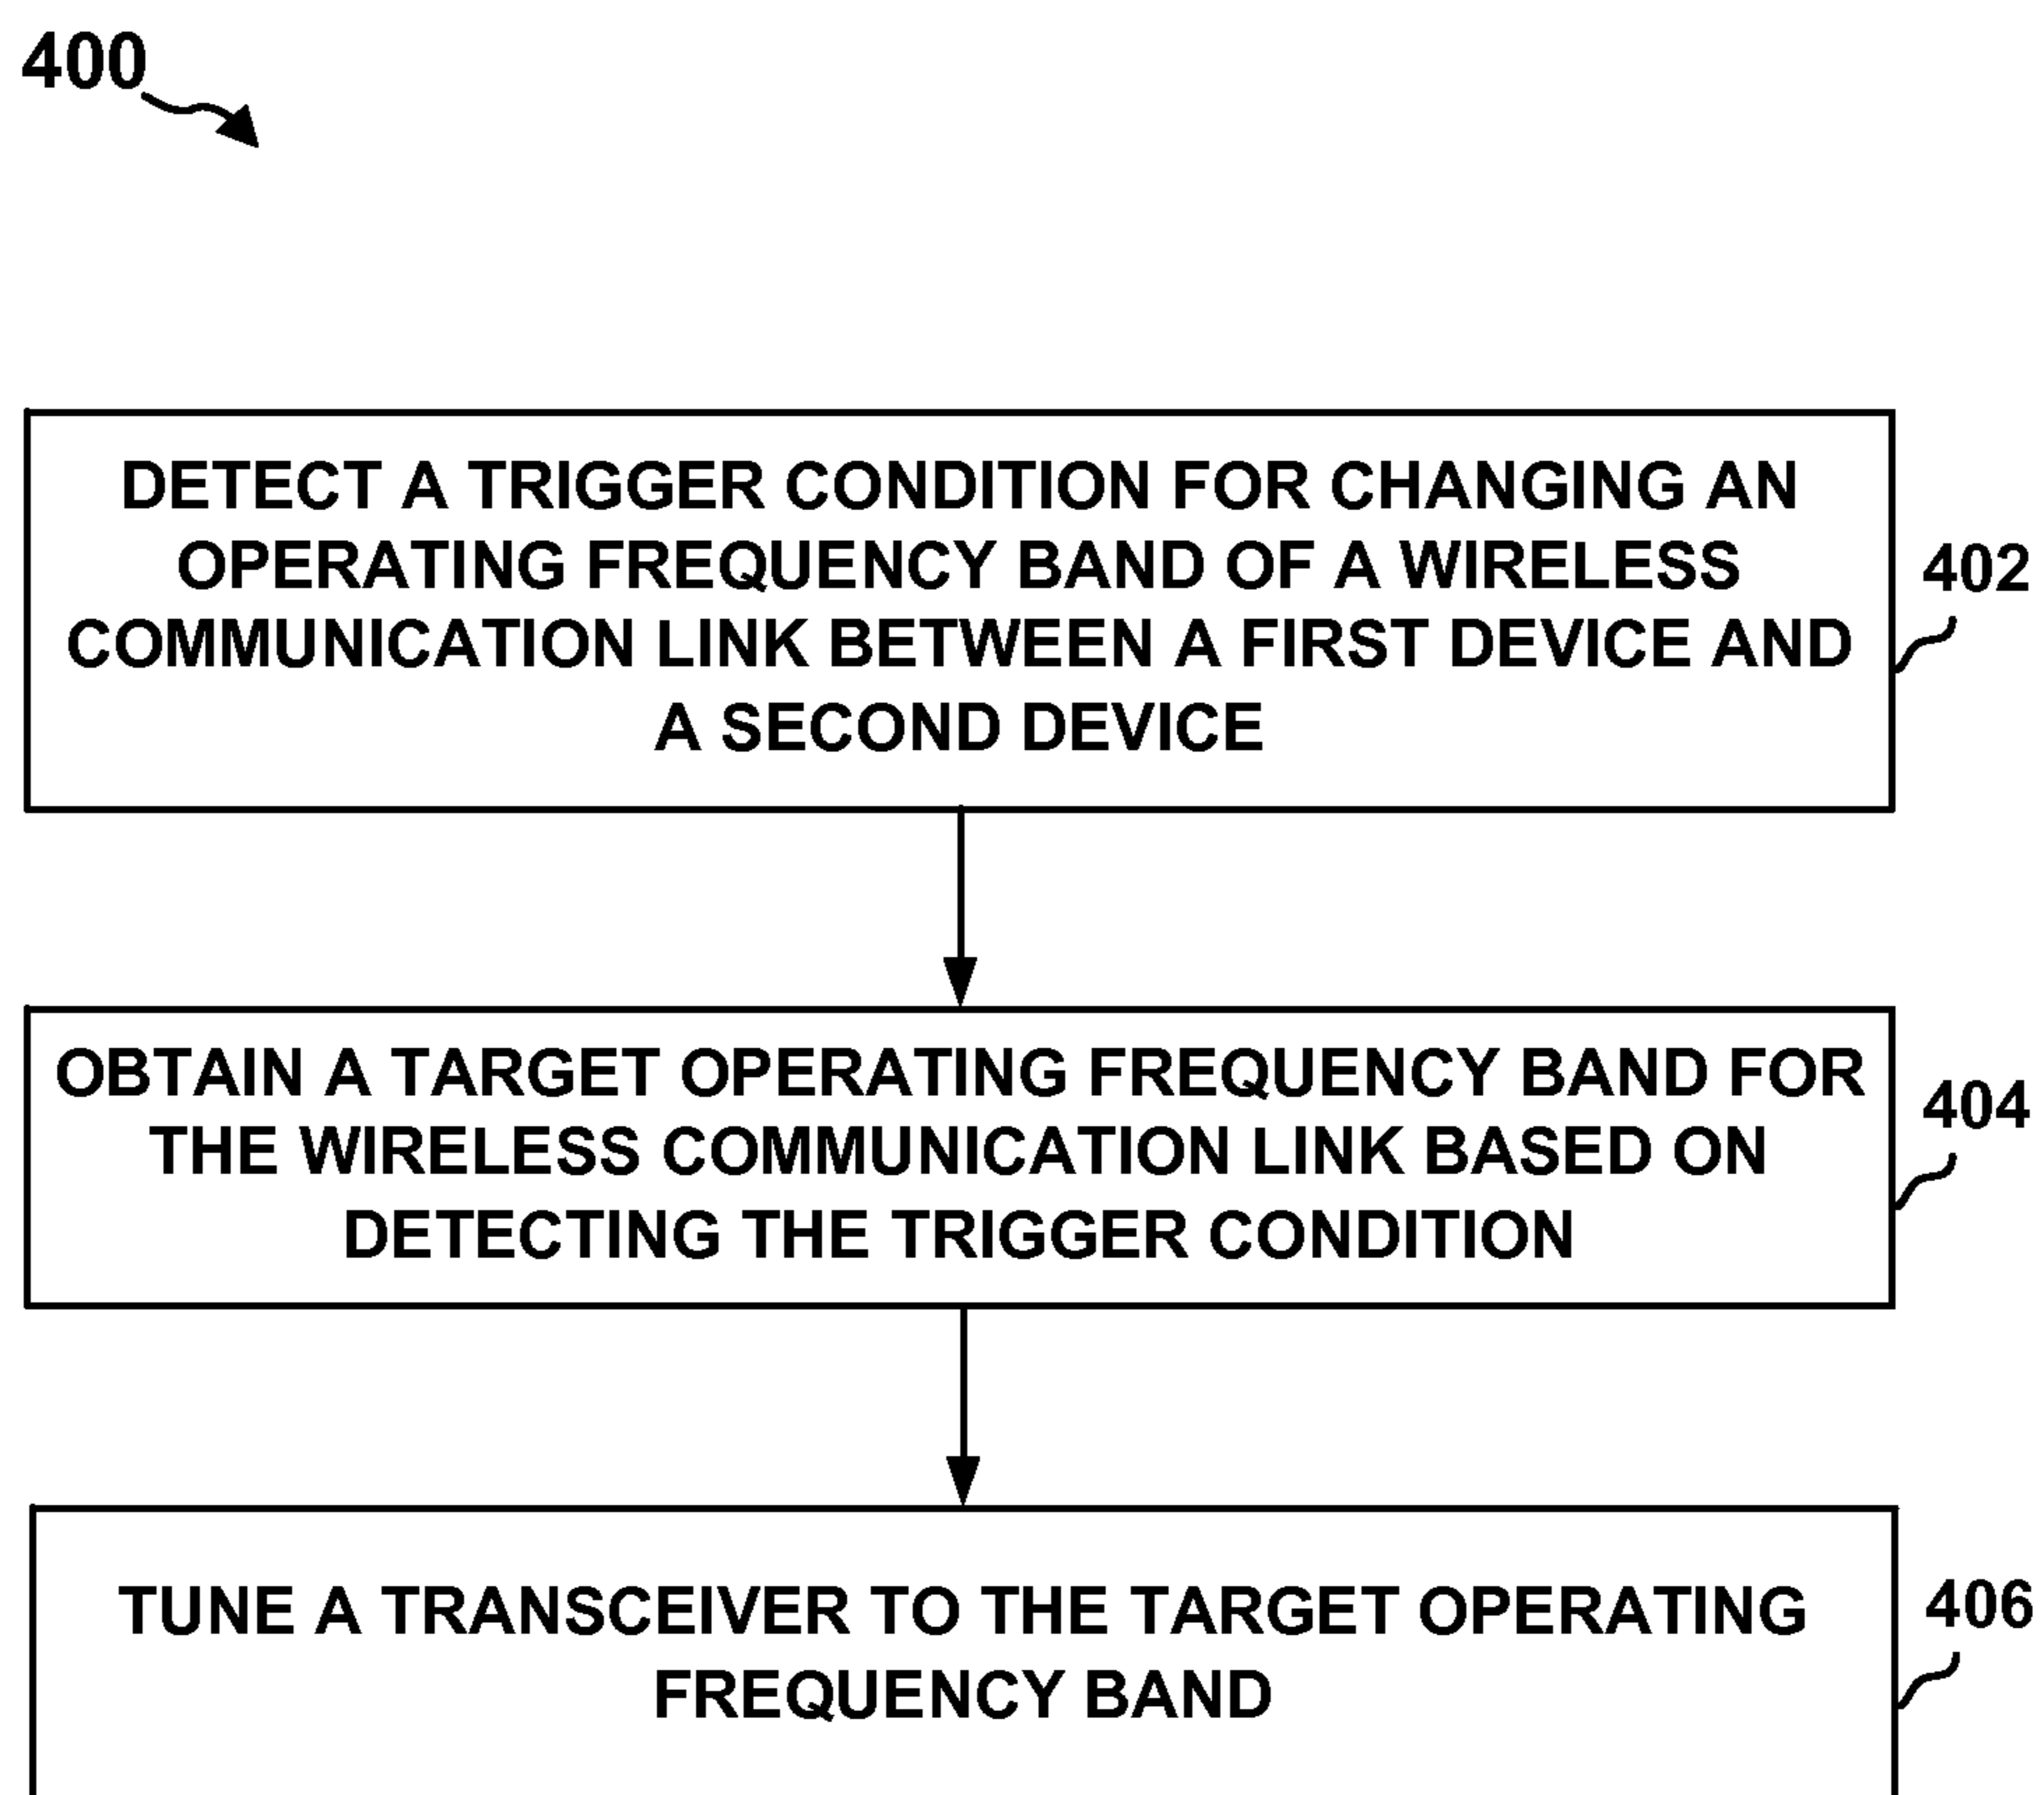 400
DETECT A TRIGGER CONDITION FOR CHANGING AN
OPERATING FREQUENCY BAND OF A WIRELESS
COMMUNICATION LINK BETWEEN A FIRST DEVICE AND
A SECOND DEVICE
402
OBTAIN A TARGET OPERATING FREQUENCY BAND FOR
THE WIRELESS COMMUNICATION LINK BASED ON
DETECTING THE TRIGGER CONDITION
404
TUNE A TRANSCEIVER TO THE TARGET OPERATING
FREQUENCY BAND
406